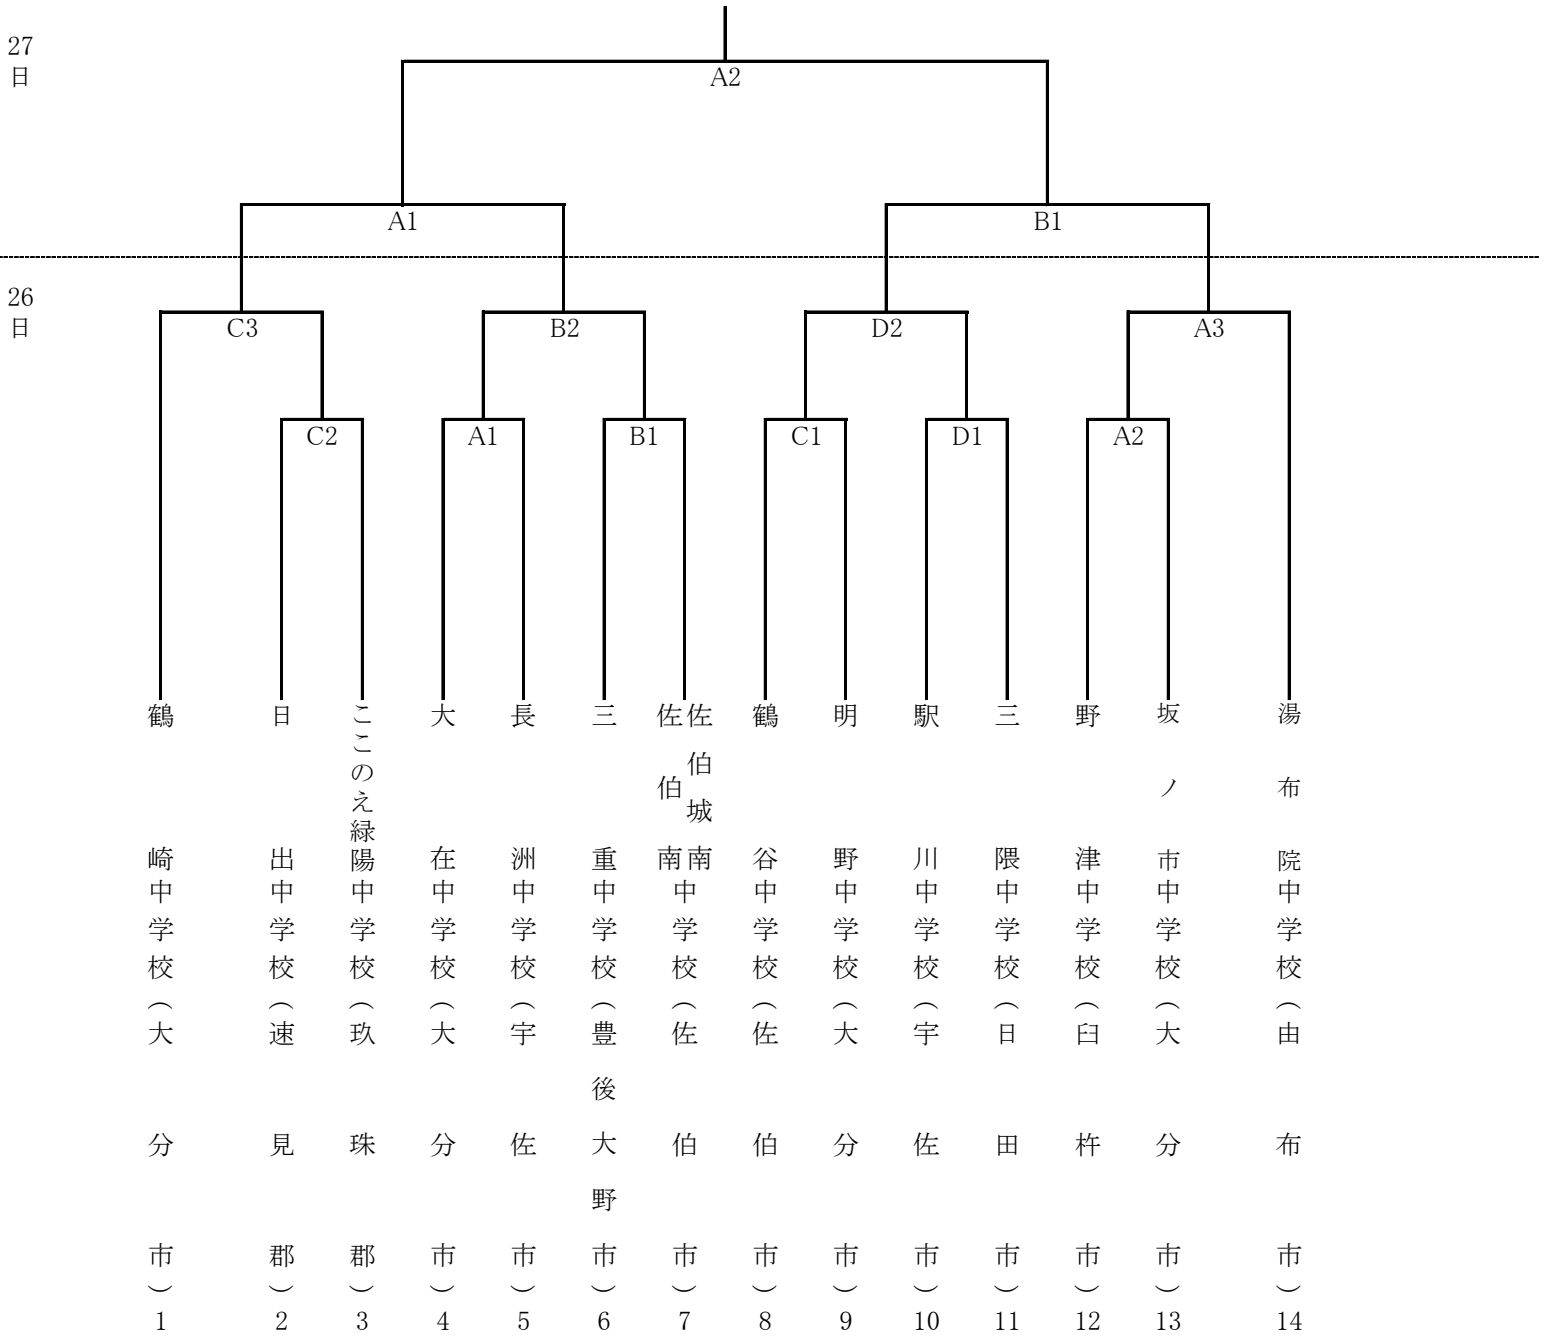 27
日
A2
A1
B1
26
日
C3
B2
D2
A3
C2
A1
B1
C1
D1
A2
鶴崎中学校(大分市)
1
日出中学校(速見郡)
2
ここのえ緑陽中学校(玖珠郡)
3
大在中学校(大分市)
4
長洲中学校(宇佐市)
5
三重中学校(豊後大野市)
6
佐伯城南
佐伯南
中学校(佐伯市)
7
鶴谷中学校(佐伯市)
8
明野中学校(大分市)
9
駅川中学校(宇佐市)
10
三隈中学校(日田市)
11
野津中学校(臼杵市)
12
坂ノ市中学校(大分市)
13
湯布院中学校(由布市)
14